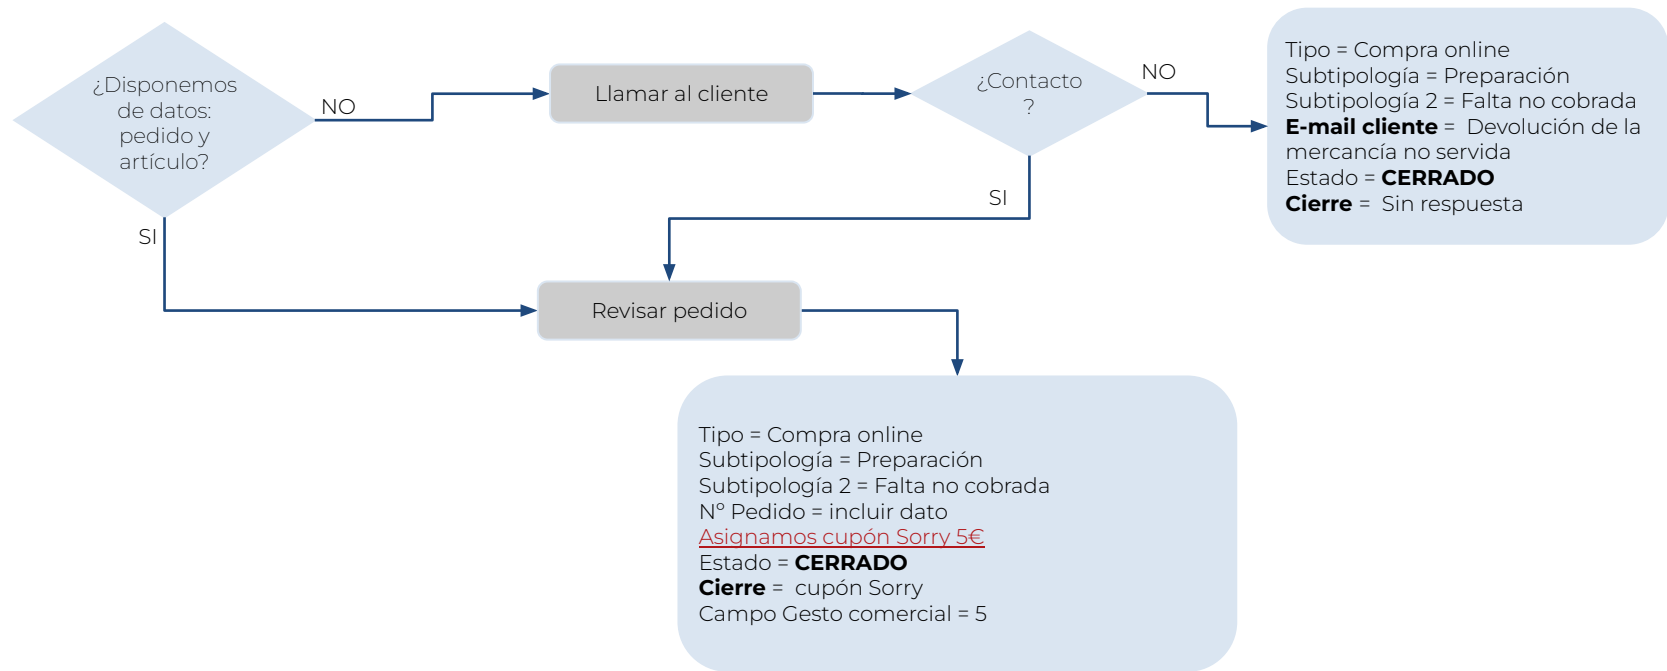 ¿Disponemos
de datos:
pedido y
artículo?
NO
Llamar al cliente
¿Contacto
?
NO
Tipo = Compra online
Subtipología = Preparación
Subtipología 2 = Falta no cobrada
E-mail cliente = Devolución de la
mercancía no servida
Estado = CERRADO
Cierre = Sin respuesta
SI
SI
Revisar pedido
Tipo = Compra online
Subtipología = Preparación
Subtipología 2 = Falta no cobrada
Nº Pedido = incluir dato
Asignamos cupón Sorry 5€
Estado = CERRADO
Cierre = cupón Sorry
Campo Gesto comercial = 5